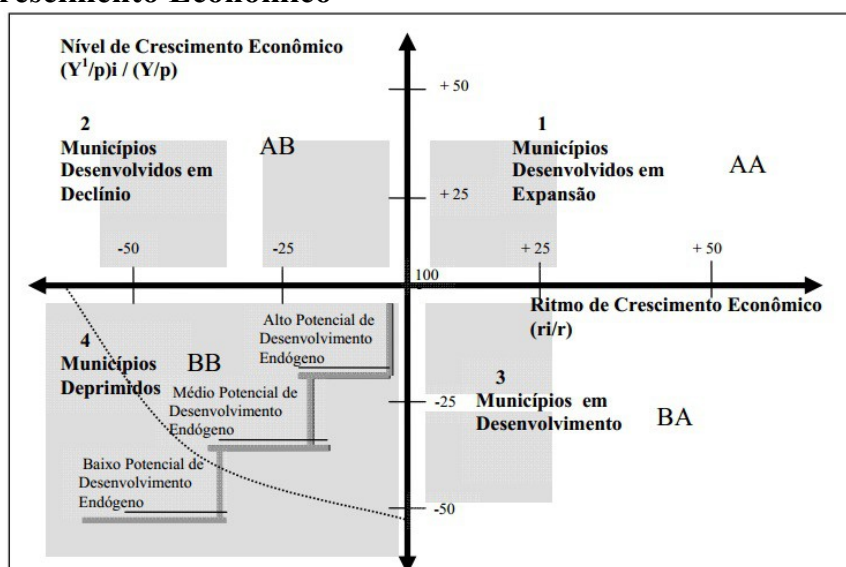 Nível de Crescimento Econômico
(Y¹/p)i / (Y/p)
+ 50
2
Municípios
Desenvolvidos em
Declínio
AB
1
Municípios
Desenvolvidos em
Expansão
AA
+ 25
-50
-25
+ 25
+ 50
100
Ritmo de Crescimento Econômico
(ri/r)
Alto Potencial de
Desenvolvimento
Endógeno
4
Municípios
Deprimidos
BB
Médio Potencial de
Desenvolvimento
Endógeno
3
Municípios em
Desenvolvimento
BA
-25
Baixo Potencial de
Desenvolvimento
Endógeno
-50